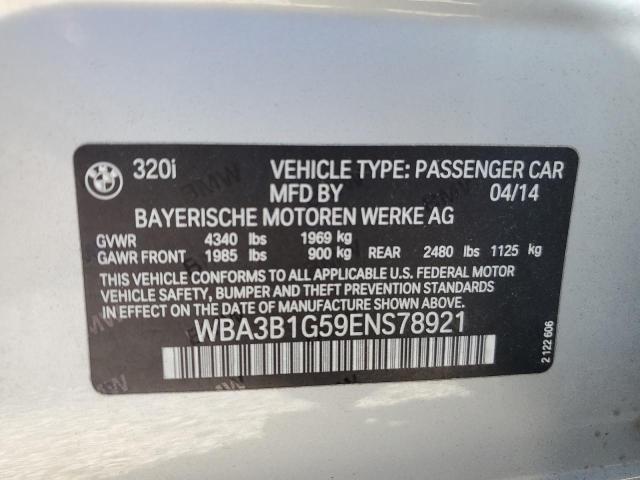 320i VEHICLE TYPE: PASSENGER CAR
MFD BY 04/14
BAYERISCHE MOTOREN WERKE AG
GVWR 4340 lbs 1969 kg
GAWR FRONT 1985 lbs 900 kg REAR 2480 lbs 1125 kg
THIS VEHICLE CONFORMS TO ALL APPLICABLE U.S. FEDERAL MOTOR
VEHICLE SAFETY, BUMPER AND THEFT PREVENTION STANDARDS
IN EFFECT ON THE DATE OF MANUFACTURE SHOWN ABOVE.
WBA3B1G59ENS78921
2 122 606